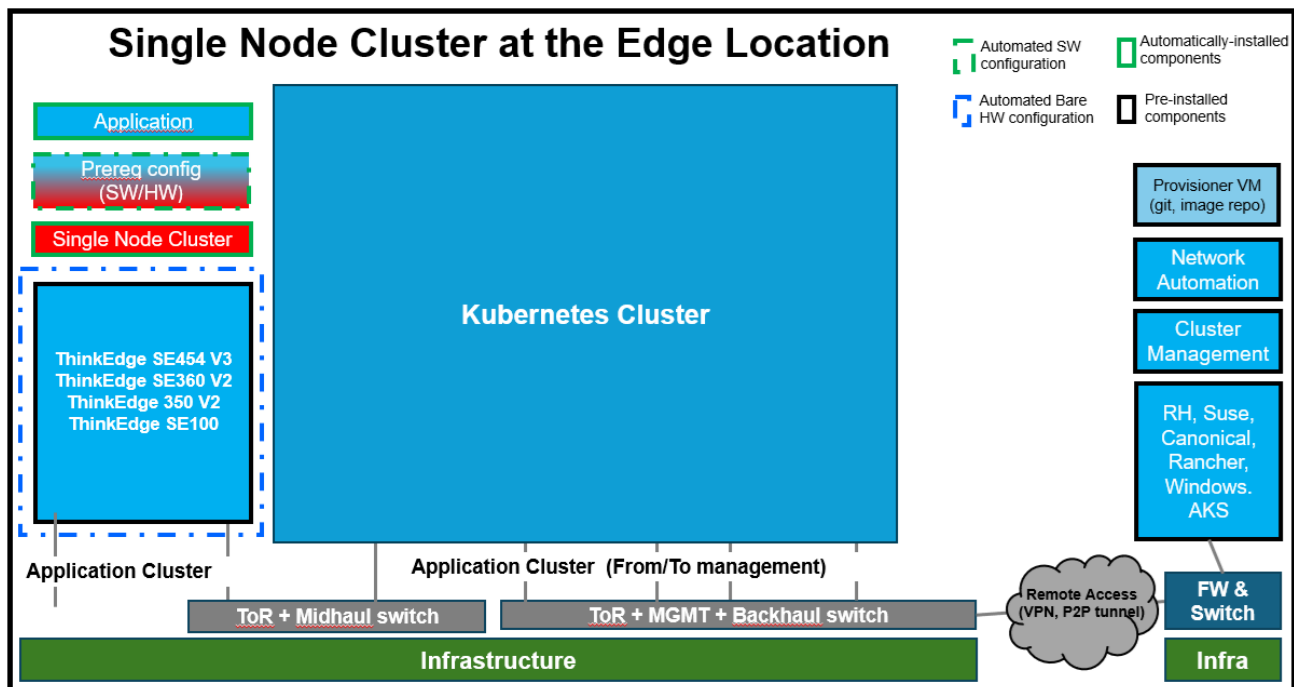 Single Node Cluster at the Edge Location
Automated SW
configuration
Automatically-installed
components
Automated Bare
HW configuration
Pre-installed
components
Application
Prereq config
(SW/HW)
Single Node Cluster
ThinkEdge SE454 V3
ThinkEdge SE360 V2
ThinkEdge 350 V2
ThinkEdge SE100
Kubernetes Cluster
Provisioner VM
(git, image repo)
Network
Automation
Cluster
Management
RH, Suse,
Canonical,
Rancher,
Windows.
AKS
Application Cluster
Application Cluster (From/To management)
ToR + Midhaul switch
ToR + MGMT + Backhaul switch
Remote Access
(VPN, P2P tunnel)
FW &
Switch
Infrastructure
Infra